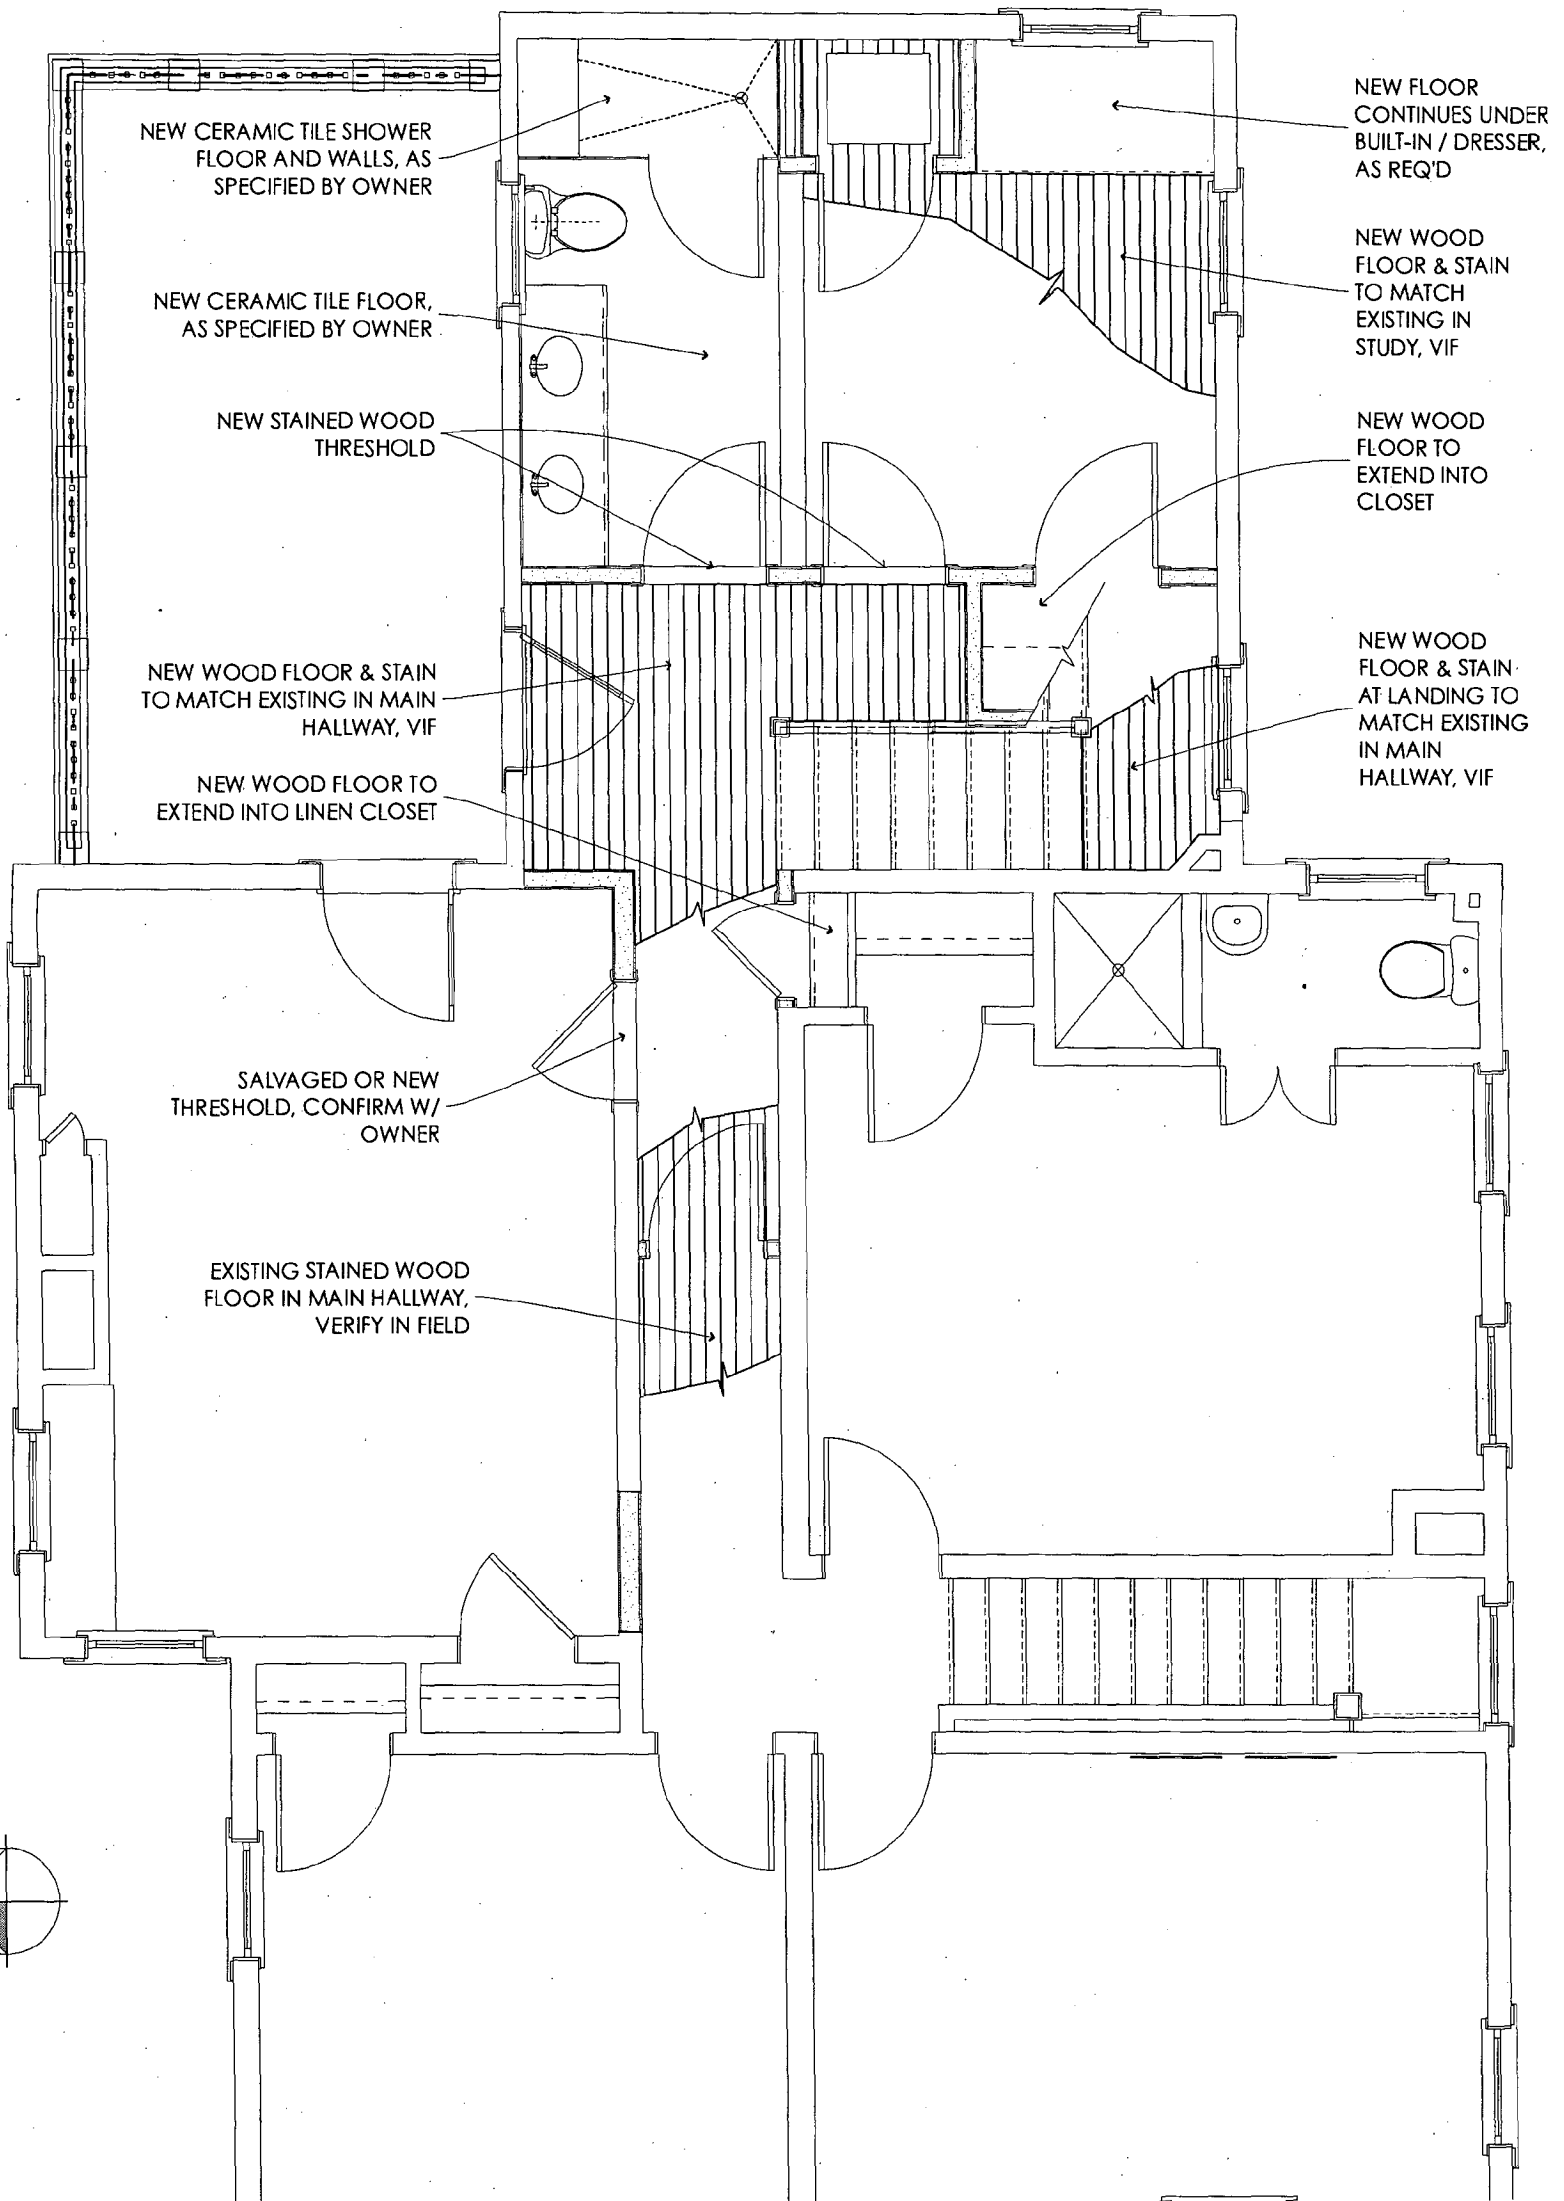 NEW CERAMIC TILE SHOWER
FLOOR AND WALLS, AS
SPECIFIED BY OWNER
NEW CERAMIC TILE FLOOR,
AS SPECIFIED BY OWNER
NEW STAINED WOOD
THRESHOLD
NEW WOOD FLOOR & STAIN
TO MATCH EXISTING IN MAIN
HALLWAY, VIF
NEW WOOD FLOOR TO
EXTEND INTO LINEN CLOSET
SALVAGED OR NEW
THRESHOLD, CONFIRM W/
OWNER
EXISTING STAINED WOOD
FLOOR IN MAIN HALLWAY,
VERIFY IN FIELD
NEW FLOOR
CONTINUES UNDER
BUILT-IN / DRESSER,
AS REQ'D
NEW WOOD
FLOOR & STAIN
TO MATCH
EXISTING IN
STUDY, VIF
NEW WOOD
FLOOR TO
EXTEND INTO
CLOSET
NEW WOOD
FLOOR & STAIN
AT LANDING TO
MATCH EXISTING
IN MAIN
HALLWAY, VIF